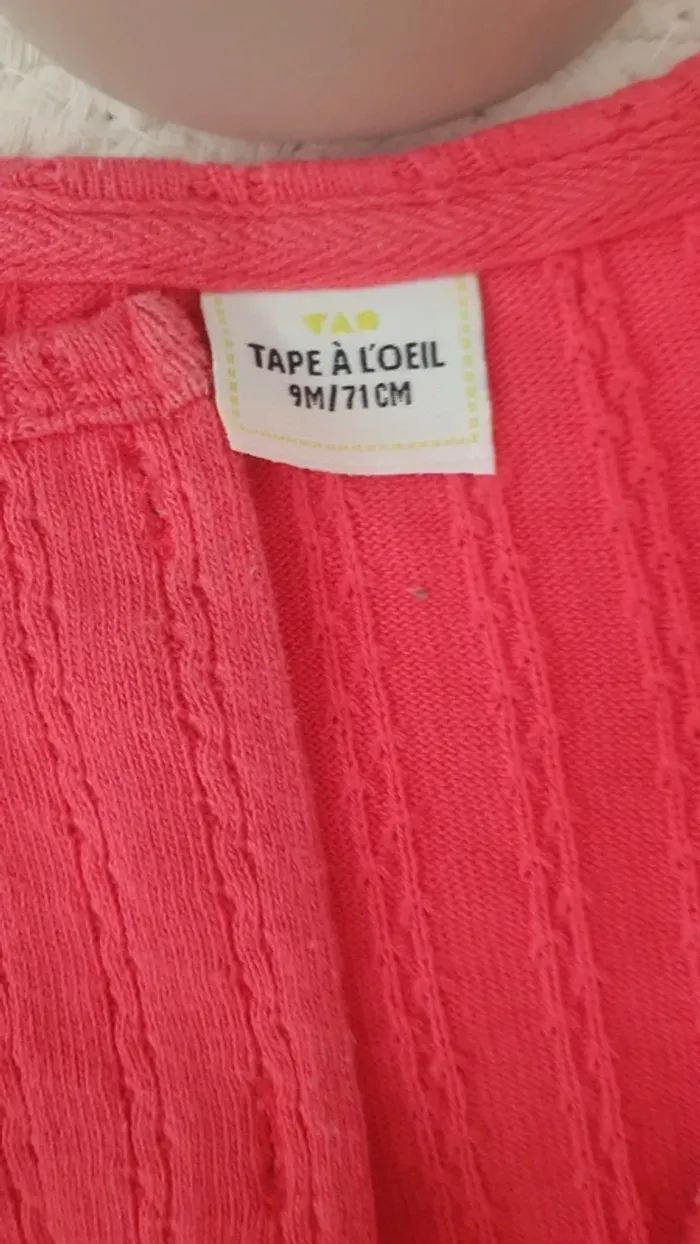 TAO
TAPE À L'OEIL
9M/71CM